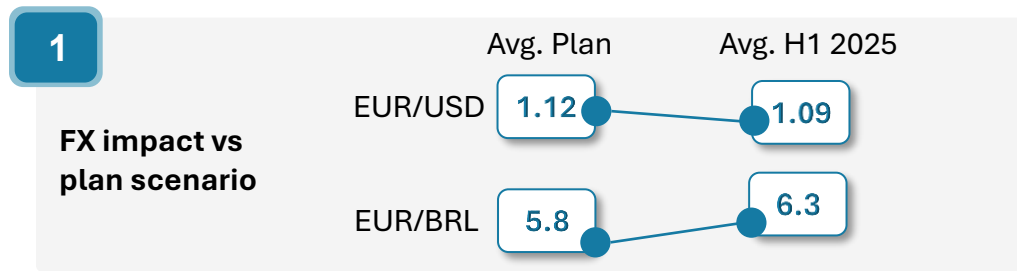 1
Avg. Plan Avg. H1 2025
EUR/USD 1.12 1.09
FX impact vs
plan scenario
EUR/BRL 5.8 6.3